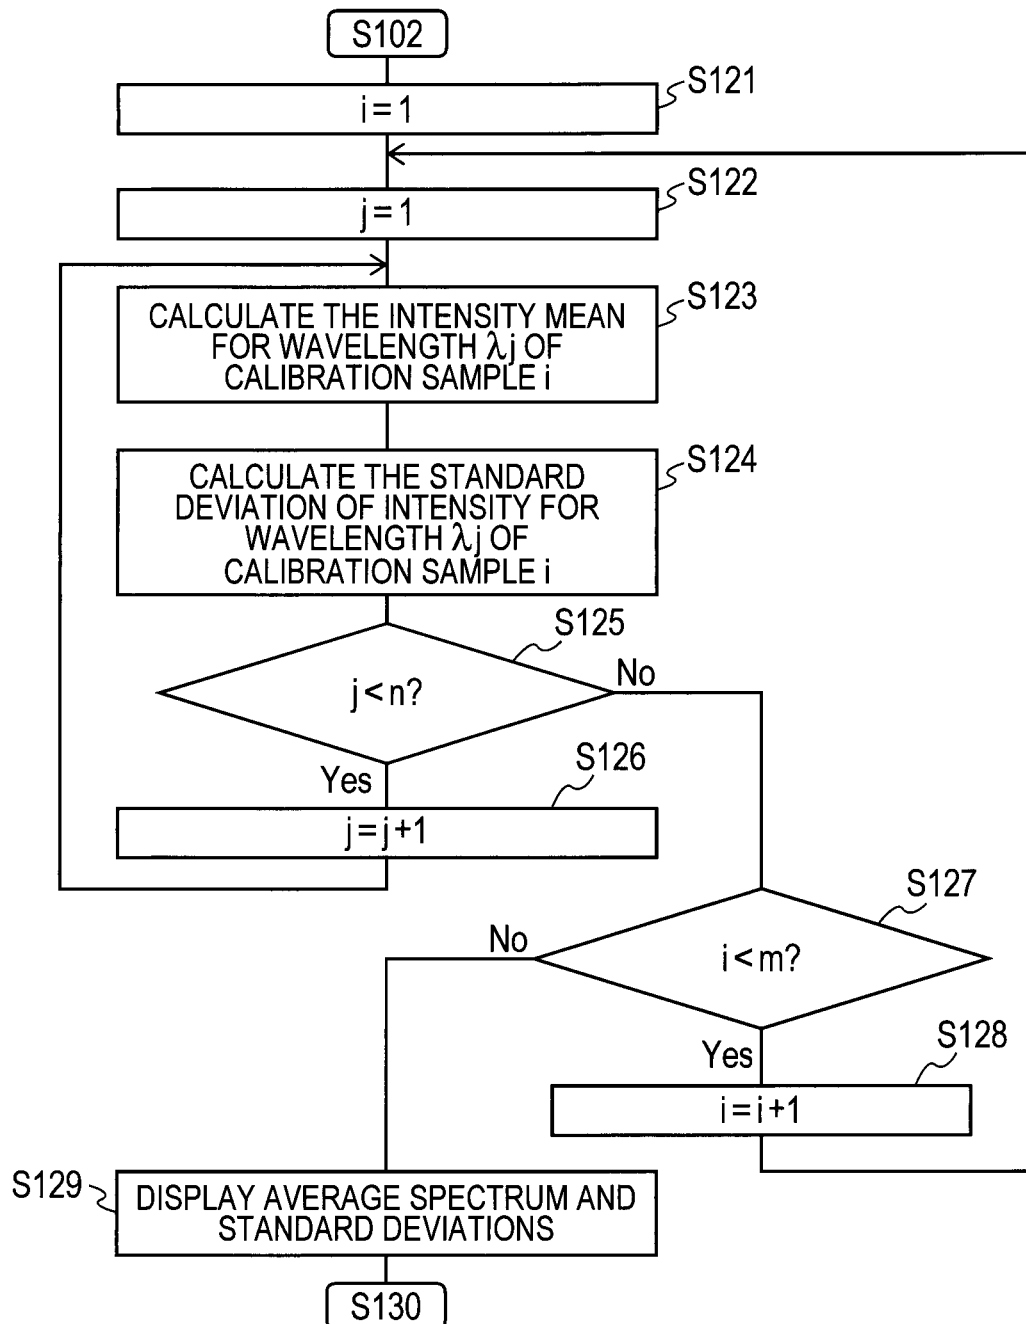 S102
S121
i=1
S122
j=1
S123
CALCULATE THE INTENSITY MEAN
FOR WAVELENGTH λj OF
CALIBRATION SAMPLE i
S124
CALCULATE THE STANDARD
DEVIATION OF INTENSITY FOR
WAVELENGTH λj OF
CALIBRATION SAMPLE i
S125
j<n?
No
Yes
S126
j=j+1
S127
i<m?
No
Yes
S128
i=i+1
S129
DISPLAY AVERAGE SPECTRUM AND
STANDARD DEVIATIONS
S130